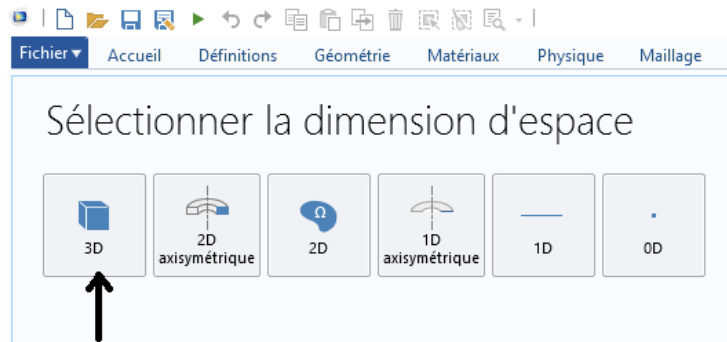 Fichier Accueil Définitions Géométrie Matériaux Physique Maillage
Sélectionner la dimension d'espace
Ω
3D
2D
axisymétrique
2D
1D
axisymétrique
1D
0D